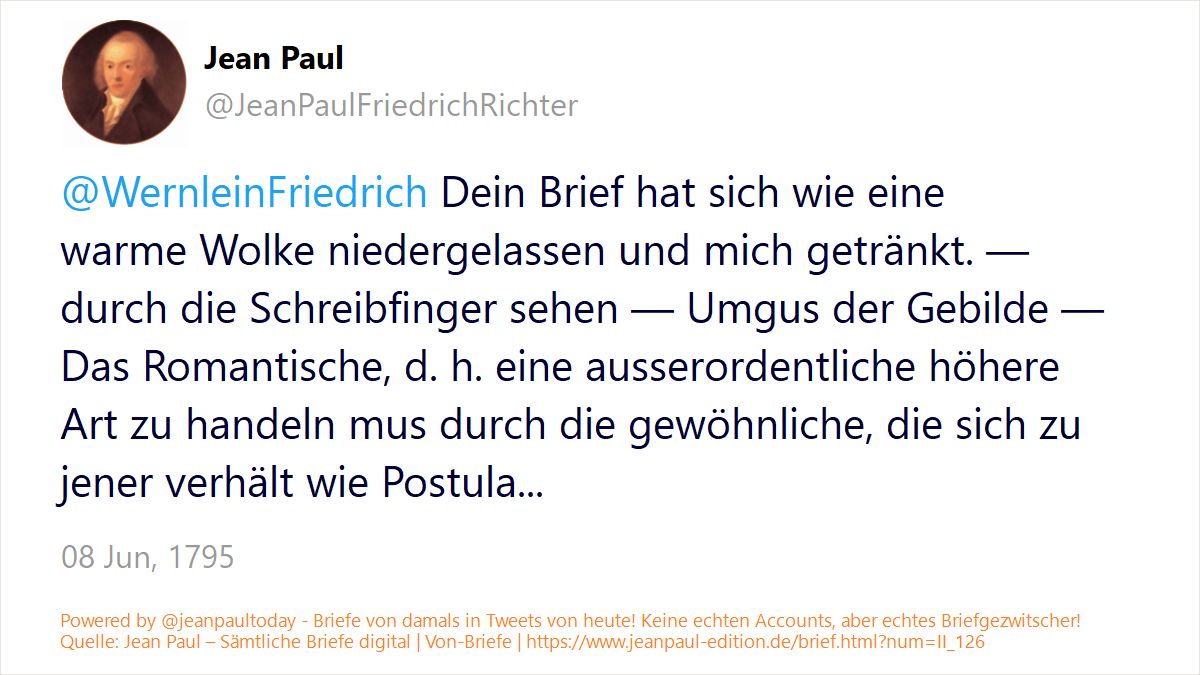 Jean Paul
@JeanPaulFriedrichRichter
@WernleinFriedrich Dein Brief hat sich wie eine
warme Wolke niedergelassen und mich getränkt. —
durch die Schreibfinger sehen — Umgus der Gebilde —
Das Romantische, d. h. eine ausserordentliche höhere
Art zu handeln mus durch die gewöhnliche, die sich zu
jener verhält wie Postula...
08 Jun, 1795
Powered by @jeanpaultoday - Briefe von damals in Tweets von heute! Keine echten Accounts, aber echtes Briefgezwitscher!
Quelle: Jean Paul – Sämtliche Briefe digital | Von-Briefe | https://www.jeanpaul-edition.de/brief.html?num=II_126